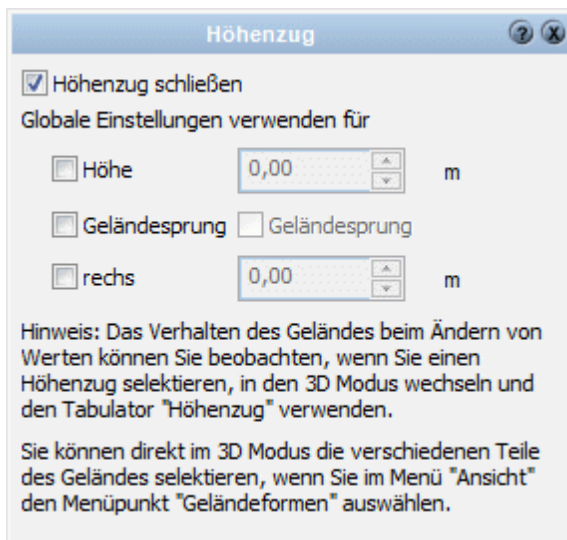 Höhenzug
Höhenzug schließen
Globale Einstellungen verwenden für
Höhe 0,00 m
Geländesprung Geländesprung
rechs 0,00 m
Hinweis: Das Verhalten des Geländes beim Ändern von
Werten können Sie beobachten, wenn Sie einen
Höhenzug selektieren, in den 3D Modus wechseln und
den Tabulator "Höhenzug" verwenden.
Sie können direkt im 3D Modus die verschiedenen Teile
des Geländes selektieren, wenn Sie im Menü "Ansicht"
den Menüpunkt "Geländeformen" auswählen.